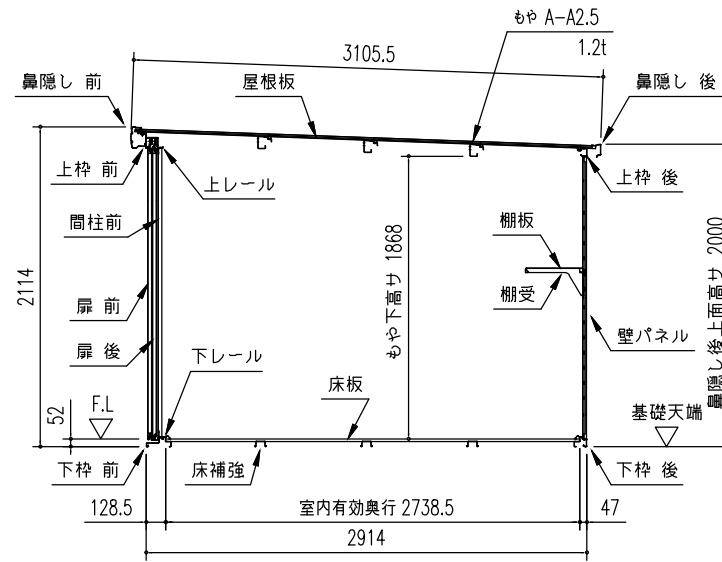 もや A-A2.5
1.2t
3105.5
鼻隠し 前
屋根板
鼻隠し 後
上枠 前
上レール
上枠 後
間柱前
棚板
棚受
もや下高サ 1868
鼻隠し後上面高サ 2000
2114
扉 前
扉 後
壁パネル
下レール
床板
F.L
52
基礎天端
下枠 前
床補強
下枠 後
128.5
室内有効奥行 2738.5
47
2914